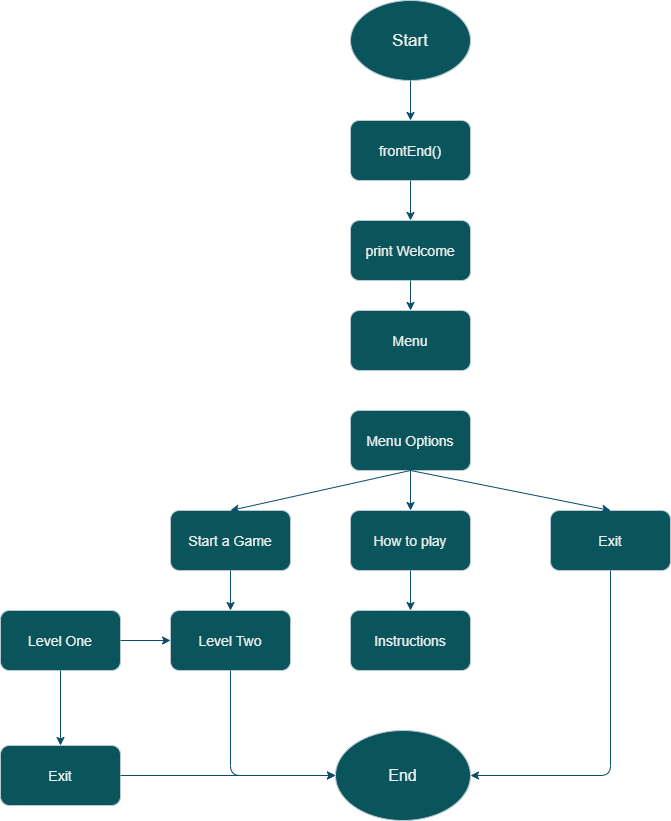 Start
frontEnd()
print Welcome
Menu
Menu Options
Start a Game
How to play
Exit
Level One
Level Two
Instructions
Exit
End